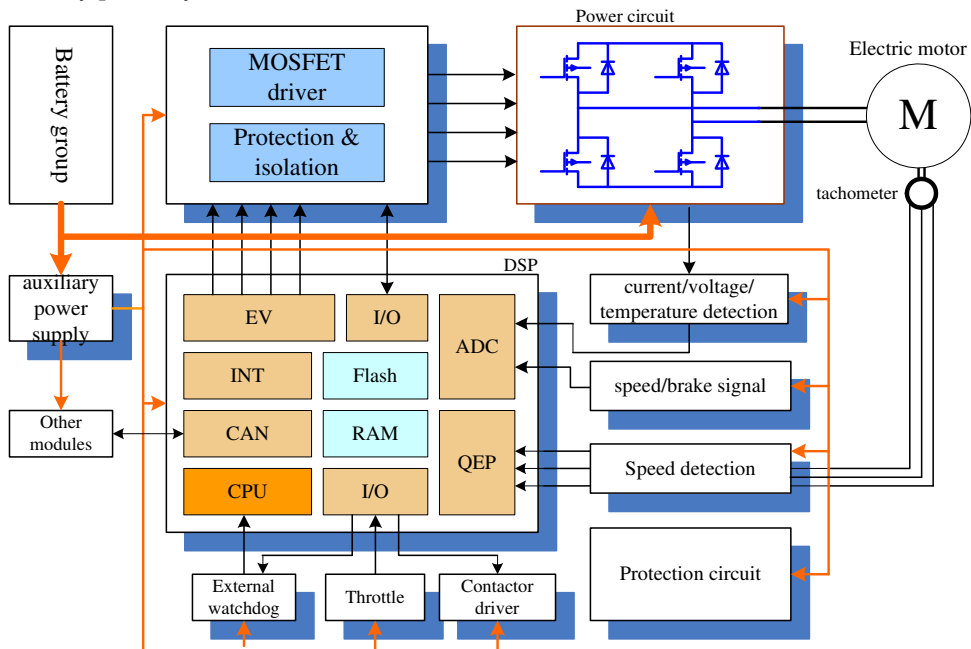 Power circuit
Battery group
MOSFET
driver
Protection &
isolation
Electric motor
M
tachometer
DSP
auxiliary
power
supply
current/voltage/
temperature detection
EV
I/O
ADC
INT
Flash
speed/brake signal
Other
modules
CAN
RAM
QEP
Speed detection
CPU
I/O
Protection circuit
External
watchdog
Throttle
Contactor
driver